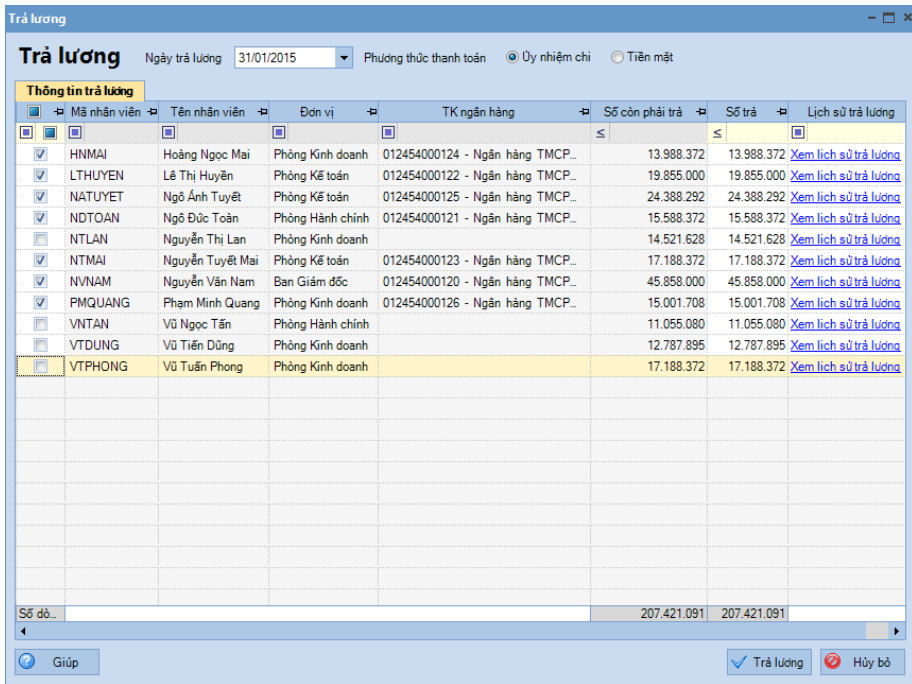 Trả lương
Trả lương Ngày trả lương 31/01/2015 Phương thức thanh toán Ủy nhiệm chi Tiền mặt
Thông tin trả lương
Mã nhân viên Tên nhân viên Đơn vị TK ngân hàng Số còn phải trả Số trả Lịch sử trả lương
≤ ≤
HNMAI Hoàng Ngọc Mai Phòng Kinh doanh 012454000124 - Ngân hàng TMCP... 13.988.372 13.988.372 Xem lịch sử trả lương
LTHUYEN Lê Thị Huyền Phòng Kế toán 012454000122 - Ngân hàng TMCP... 19.855.000 19.855.000 Xem lịch sử trả lương
NATUYET Ngô Ánh Tuyết Phòng Kế toán 012454000125 - Ngân hàng TMCP... 24.388.292 24.388.292 Xem lịch sử trả lương
NDTOAN Ngô Đức Toàn Phòng Hành chính 012454000121 - Ngân hàng TMCP... 15.588.372 15.588.372 Xem lịch sử trả lương
NTLAN Nguyễn Thị Lan Phòng Kinh doanh 14.521.628 14.521.628 Xem lịch sử trả lương
NTMAI Nguyễn Tuyết Mai Phòng Kế toán 012454000123 - Ngân hàng TMCP... 17.188.372 17.188.372 Xem lịch sử trả lương
NVNAM Nguyễn Văn Nam Ban Giám đốc 012454000120 - Ngân hàng TMCP... 45.858.000 45.858.000 Xem lịch sử trả lương
PMQUANG Phạm Minh Quang Phòng Kinh doanh 012454000126 - Ngân hàng TMCP... 15.001.708 15.001.708 Xem lịch sử trả lương
VNTAN Vũ Ngọc Tấn Phòng Hành chính 11.055.080 11.055.080 Xem lịch sử trả lương
VTDUNG Vũ Tiến Dũng Phòng Kinh doanh 12.787.895 12.787.895 Xem lịch sử trả lương
VTPHONG Vũ Tuấn Phong Phòng Kinh doanh 17.188.372 17.188.372 Xem lịch sử trả lương
Số dò... 207.421.091 207.421.091
Giúp Trả lương Hủy bỏ